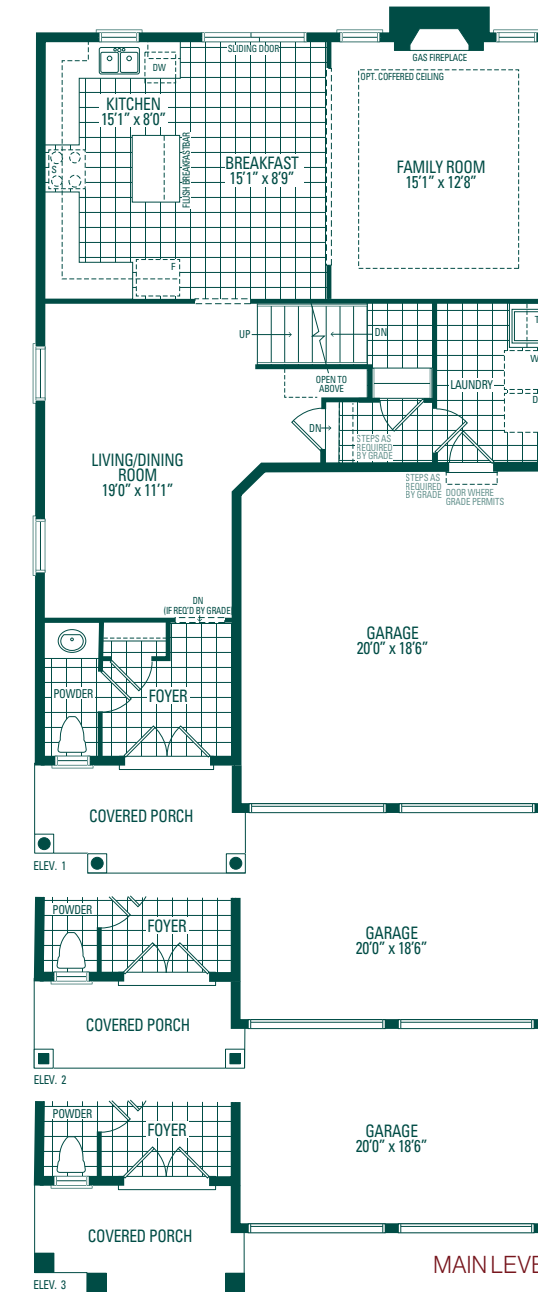 SLIDING DOOR
GAS FIREPLACE
DW
OPT. COFFERED CEILING
KITCHEN
15'1" x 8'0"
S
FLUSH BREAKFAST BAR
BREAKFAST
15'1" x 8'9"
FAMILY ROOM
15'1" x 12'8"
F
UP
DN
T
W
OPEN TO
ABOVE
LAUNDRY
D
DN
STEPS AS
REQUIRED
BY GRADE
LIVING/DINING
ROOM
19'0" x 11'1"
STEPS AS
REQUIRED
BY GRADE
DOOR WHERE
GRADE PERMITS
DN
(IF REQ'D BY GRADE)
GARAGE
20'0" x 18'6"
POWDER
FOYER
COVERED PORCH
ELEV. 1
POWDER
FOYER
GARAGE
20'0" x 18'6"
COVERED PORCH
ELEV. 2
POWDER
FOYER
GARAGE
20'0" x 18'6"
COVERED PORCH
MAIN LEVE
ELEV. 3